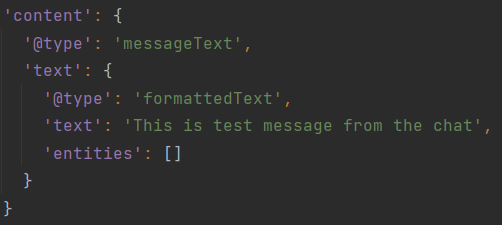 'content': {
'@type': 'messageText',
'text': {
'@type': 'formattedText',
'text': 'This is test message from the chat',
'entities': []
}
}